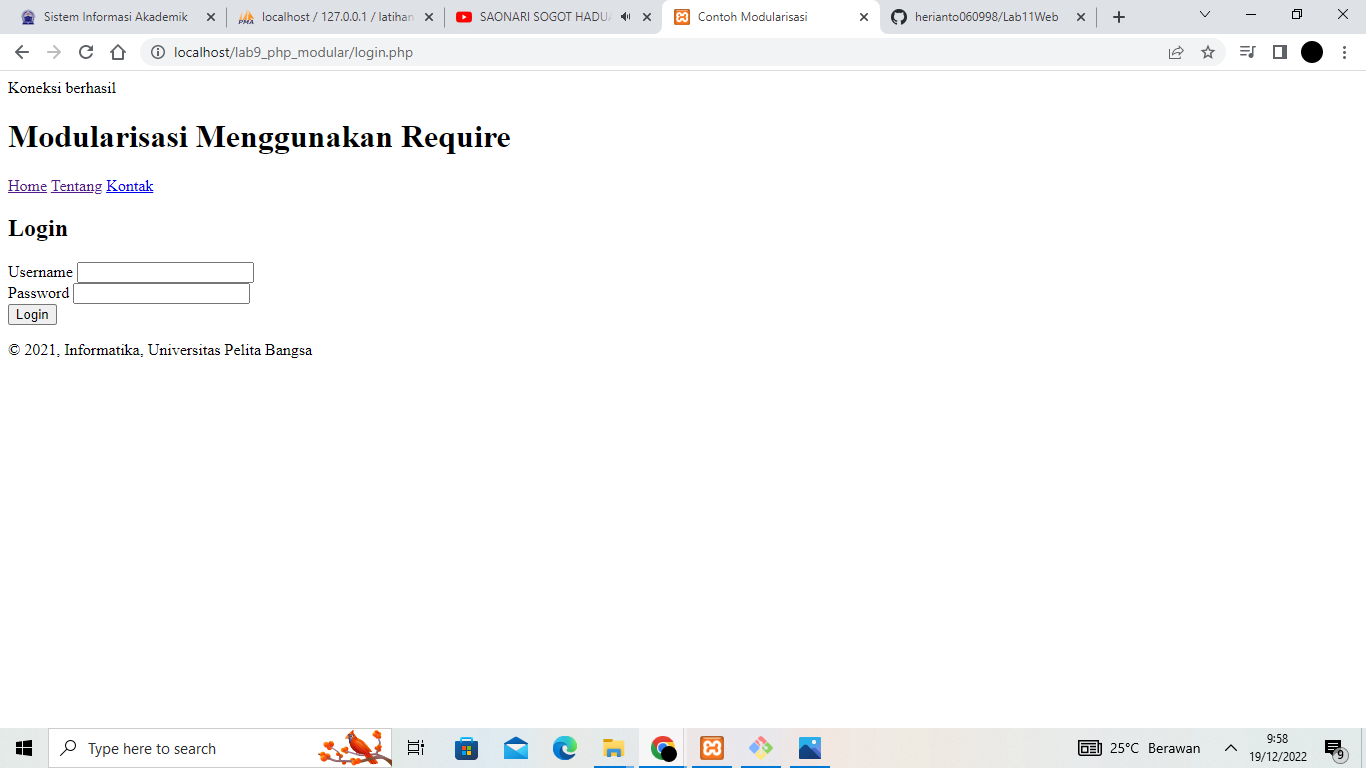 Sistem Informasi Akademik
localhost / 127.0.0.1 / latihan
SAONARI SOGOT HADUA
Contoh Modularisasi
herianto060998/Lab11Web
localhost/lab9_php_modular/login.php
Koneksi berhasil
Modularisasi Menggunakan Require
Home Tentang Kontak
Login
Username
Password
Login
© 2021, Informatika, Universitas Pelita Bangsa
Type here to search
25°C Berawan
9:58
19/12/2022
9